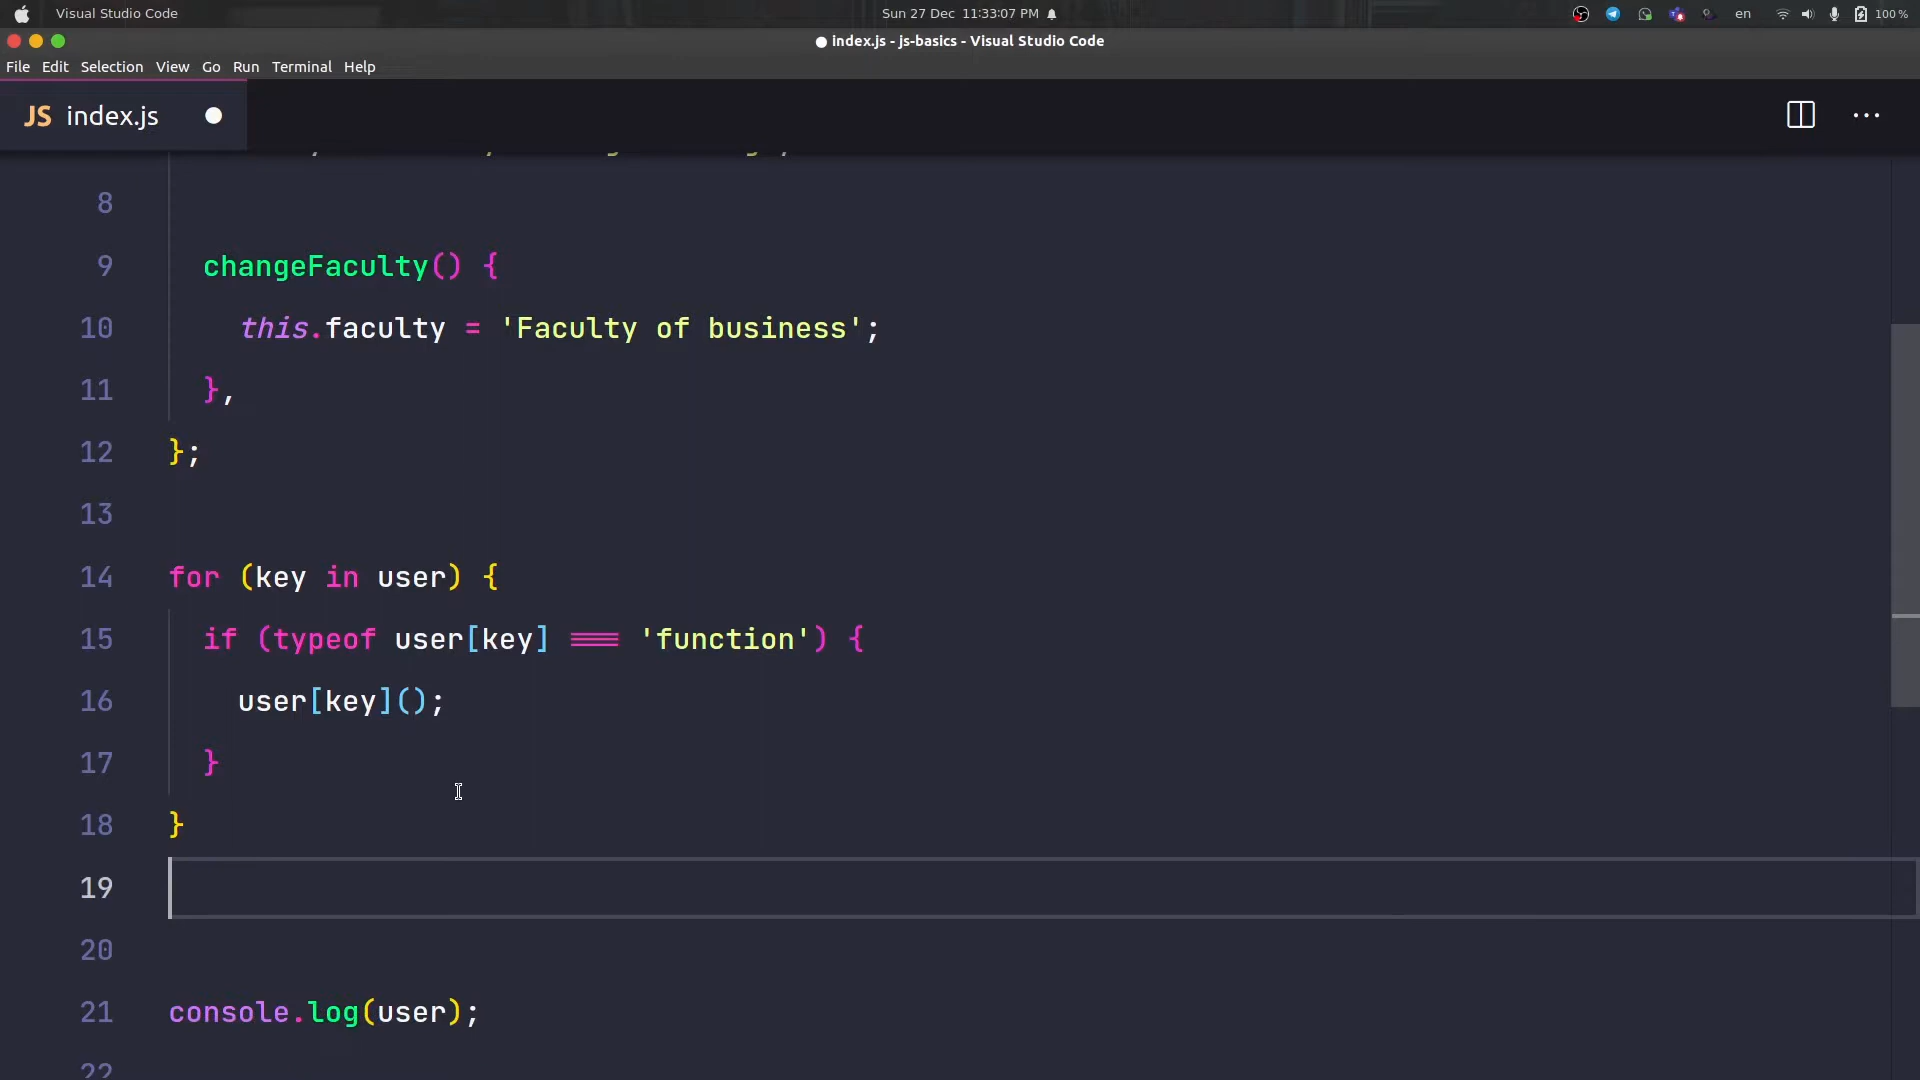 Visual Studio Code
Sun 27 Dec 11:33:07 PM
en
100 %
● index.js - js-basics - Visual Studio Code
File Edit Selection View Go Run Terminal Help
JS index.js ● ···
8
9 changeFaculty() {
10 this.faculty = 'Faculty of business';
11 },
12 };
13
14 for (key in user) {
15 if (typeof user[key] === 'function') {
16 user[key]();
17 }
18 }
19
20
21 console.log(user);
22